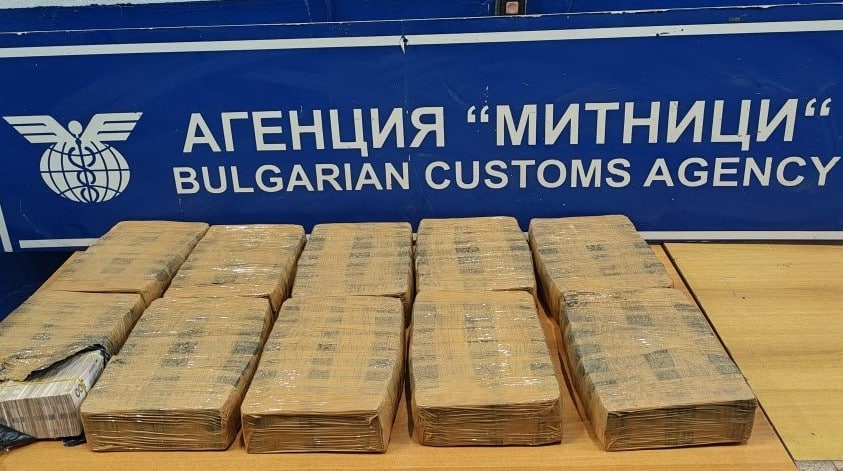 АГЕНЦИЯ “МИТНИЦИ“
BULGARIAN CUSTOMS AGENCY